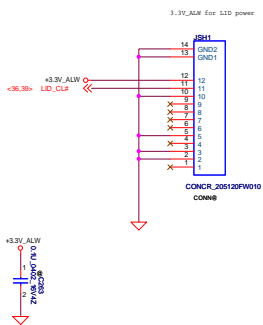 3.3V_ALW for LID power
JSH1
14 GND2
13 GND1
+3.3V_ALW 12 12
<36,39> LID_CL# 11 11
10 10
9 9
8 8
7 7
6 6
5 5
4 4
3 3
2 2
1 1
CONCR_205120FW010
CONN@
+3.3V_ALW
1
2
0.1U_0402_16V4Z
@C263